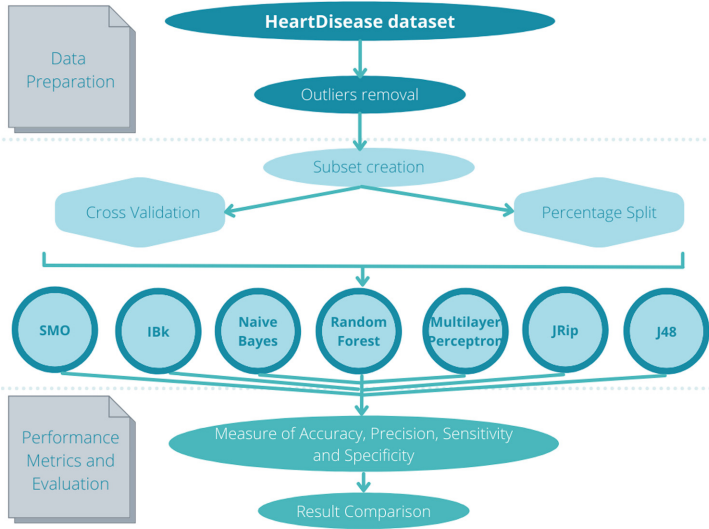 HeartDisease dataset
Data
Preparation
Outliers removal
Subset creation
Cross Validation
Percentage Split
SMO
IBk
Naive
Bayes
Random
Forest
Multilayer
Perceptron
JRip
J48
Performance
Metrics and
Evaluation
Measure of Accuracy, Precision, Sensitivity
and Specificity
Result Comparison